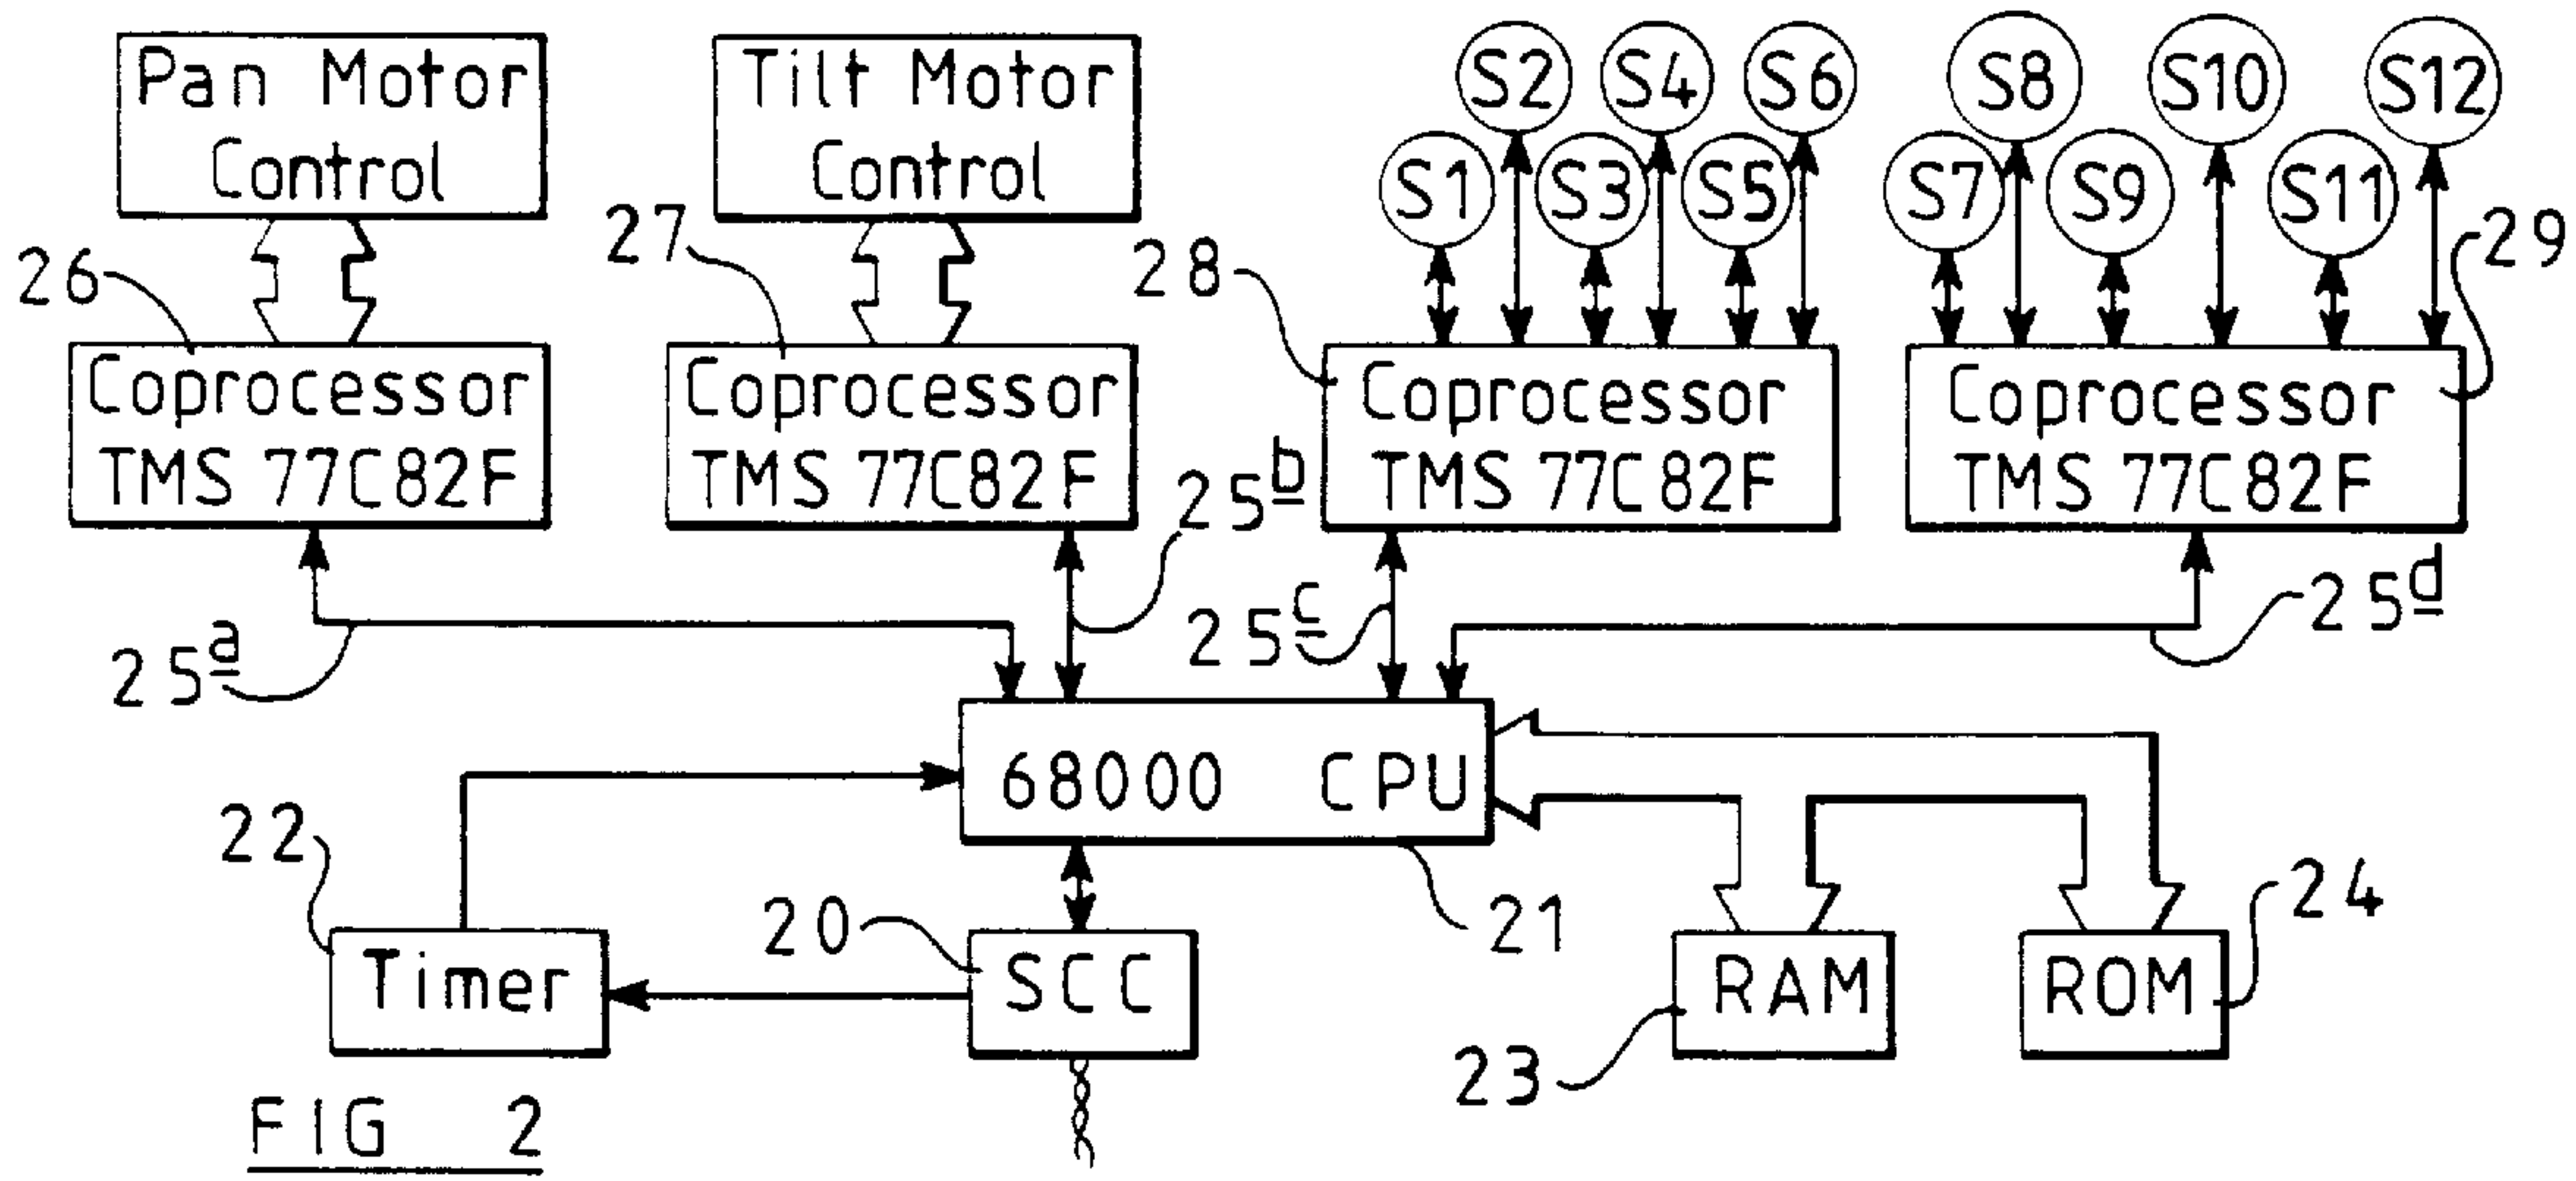 Pan Motor
Control
Tilt Motor
Control
S2
S4
S6
S8
S10
S12
S1
S3
S5
S7
S9
S11
26
27
28
29
Coprocessor
TMS 77C82F
Coprocessor
TMS 77C82F
Coprocessor
TMS 77C82F
Coprocessor
TMS 77C82F
25a
25b
25c
25d
68000 CPU
22
20
21
24
Timer
SCC
RAM
ROM
23
FIG 2